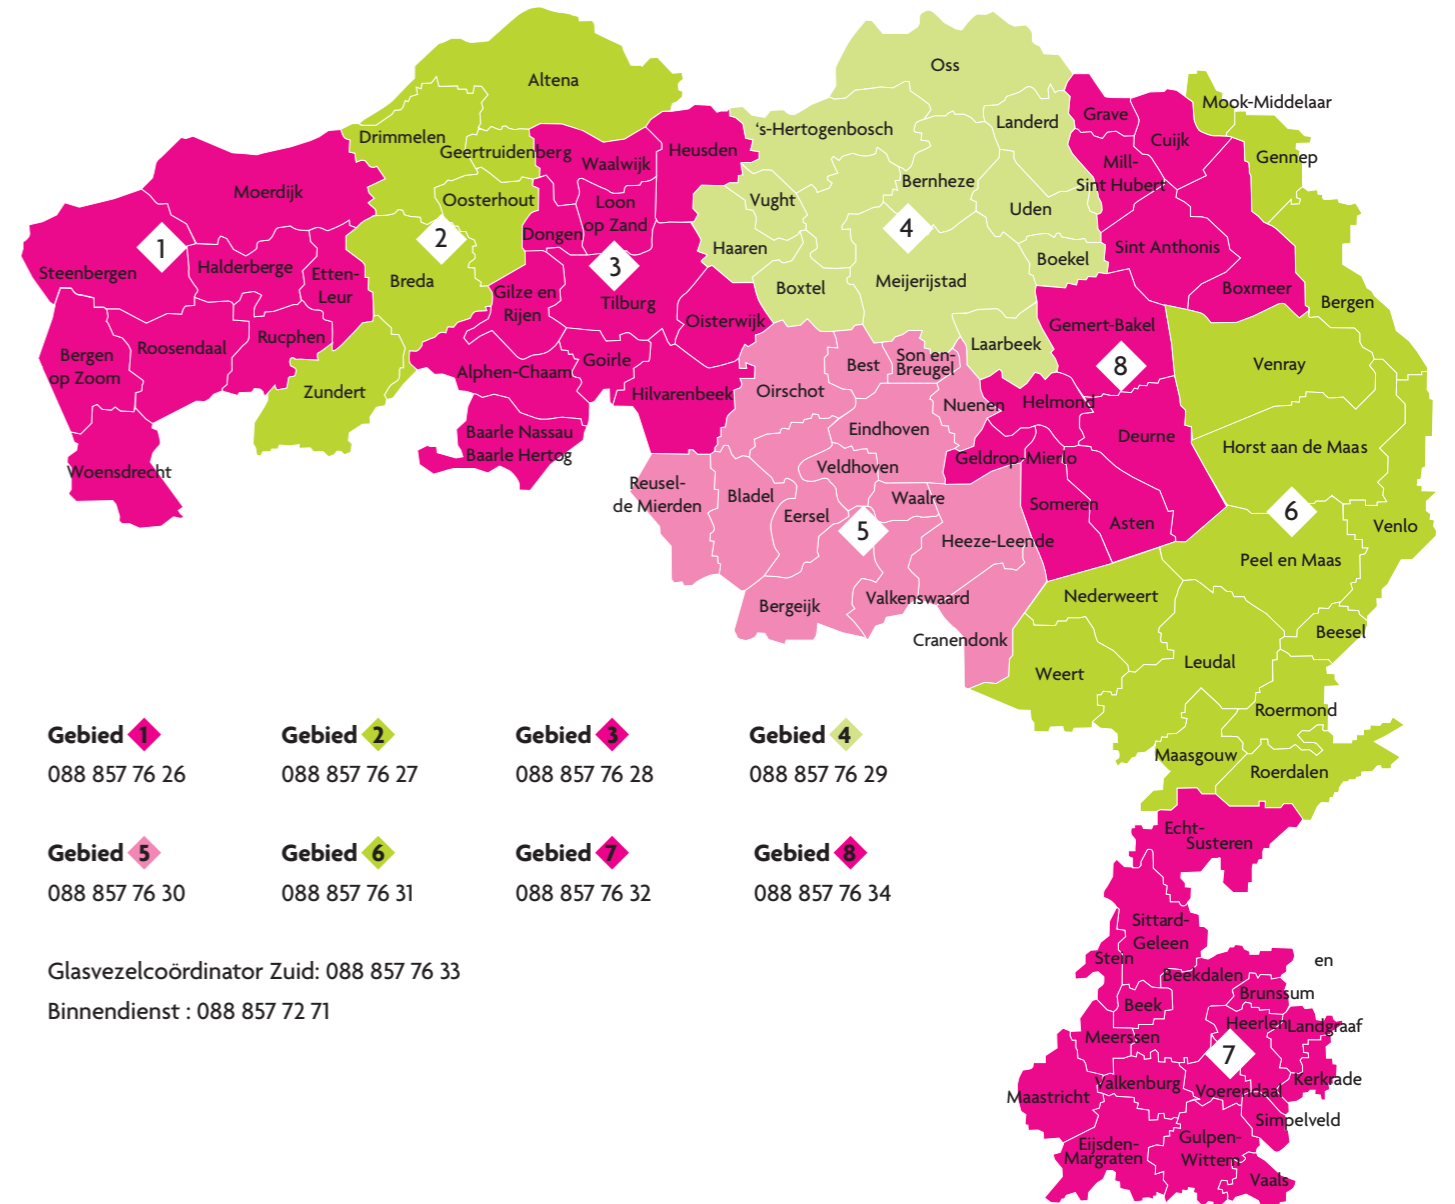 Altena
Oss
Mook-Middelaar
Grave
Cuijk
Landerd
's-Hertogenbosch
Drimmelen
Geertruidenberg
Waalwijk
Heusden
Gennep
Mill-
Sint Hubert
Bernheze
Moerdijk
Oosterhout
Loon
op Zand
Vught
Uden
Dongen
4
2
1
3
Haaren
Boekel
Sint Anthonis
Steenbergen
Halderberge
Etten-
Leur
Breda
Gilze en
Rijen
Tilburg
Boxtel
Meijerijstad
Boxmeer
Bergen
Oisterwijk
Gemert-Bakel
Bergen
op Zoom
Roosendaal
Rucphen
Laarbeek
8
Alphen-Chaam
Goirle
Best
Son en-
Breugel
Venray
Zundert
Hilvarenbeek
Oirschot
Nuenen
Helmond
Baarle Nassau
Baarle Hertog
Eindhoven
Deurne
Horst aan de Maas
Woensdrecht
Veldhoven
Geldrop-Mierlo
Reusel-
de Mierden
Bladel
Eersel
Waalre
Someren
Asten
6
Venlo
5
Heeze-Leende
Peel en Maas
Bergeijk
Valkenswaard
Nederweert
Cranendonk
Beesel
Weert
Leudal
Roermond
Maasgouw
Roerdalen
Gebied 1
088 857 76 26
Gebied 2
088 857 76 27
Gebied 3
088 857 76 28
Gebied 4
088 857 76 29
Gebied 5
088 857 76 30
Gebied 6
088 857 76 31
Gebied 7
088 857 76 32
Gebied 8
088 857 76 34
Glasvezelcoördinator Zuid: 088 857 76 33
Binnendienst : 088 857 72 71
Echt-
Susteren
Sittard-
Geleen
Stein
en
Beekdalen
Brunssum
Beek
Heerlen
Landgraaf
Meerssen
7
Kerkrade
Valkenburg
Voerendaal
Maastricht
Simpelveld
Eijsden-
Margraten
Gulpen-
Wittem
Vaals